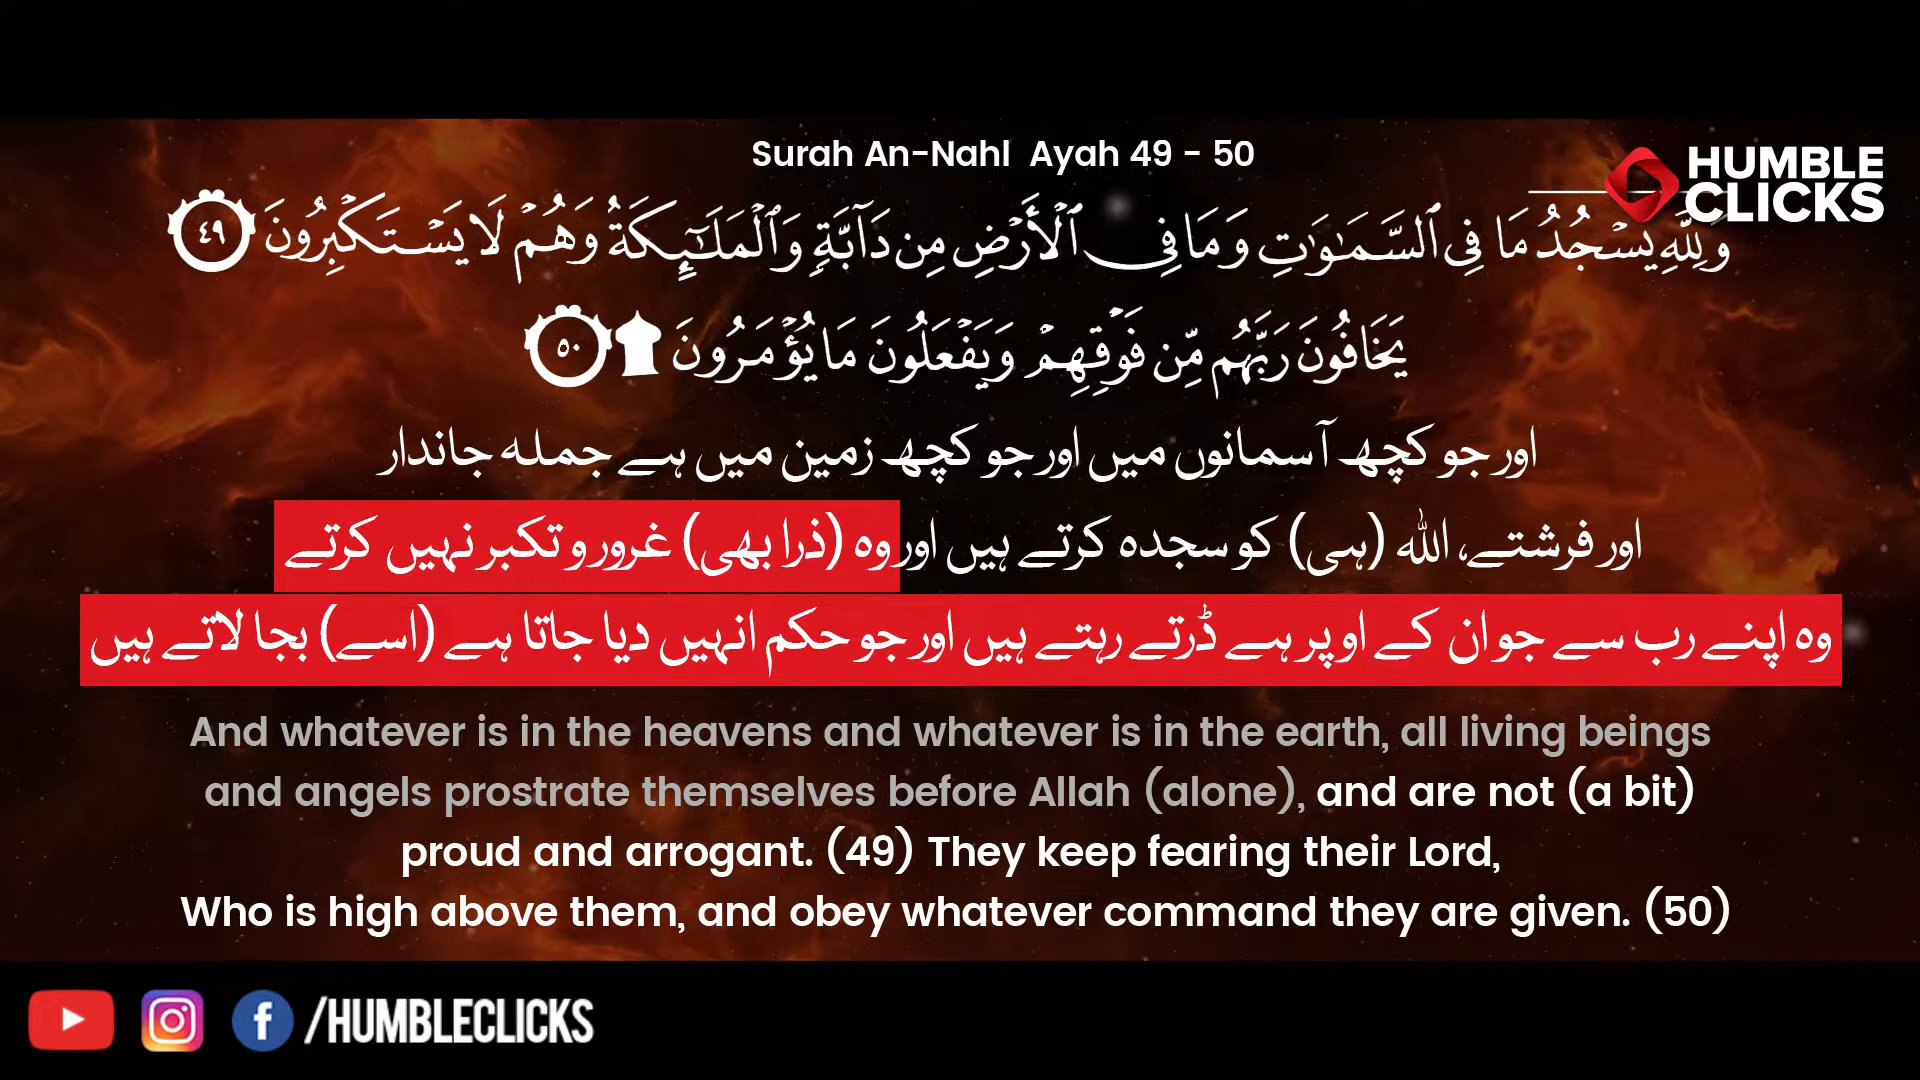 Surah An-Nahl Ayah 49 - 50
HUMBLE
CLICKS
وَلِلَّهِ يَسْجُدُ مَا فِى ٱلسَّمَـٰوَٰتِ وَمَا فِى ٱلْأَرْضِ مِن دَآبَّةٍ وَٱلْمَلَـٰٓئِكَةُ وَهُمْ لَا يَسْتَكْبِرُونَ ٤٩
يَخَافُونَ رَبَّهُم مِّن فَوْقِهِمْ وَيَفْعَلُونَ مَا يُؤْمَرُونَ ۩ ٥٠
اور جو کچھ آسمانوں میں اور جو کچھ زمین میں ہے جملہ جاندار
اور فرشتے، اللہ (ہی) کو سجدہ کرتے ہیں اور وہ (ذرا بھی) غرور و تکبر نہیں کرتے
وہ اپنے رب سے جو ان کے اوپر ہے ڈرتے رہتے ہیں اور جو حکم انہیں دیا جاتا ہے (اسے) بجا لاتے ہیں
And whatever is in the heavens and whatever is in the earth, all living beings
and angels prostrate themselves before Allah (alone), and are not (a bit)
proud and arrogant. (49) They keep fearing their Lord,
Who is high above them, and obey whatever command they are given. (50)
/HUMBLECLICKS